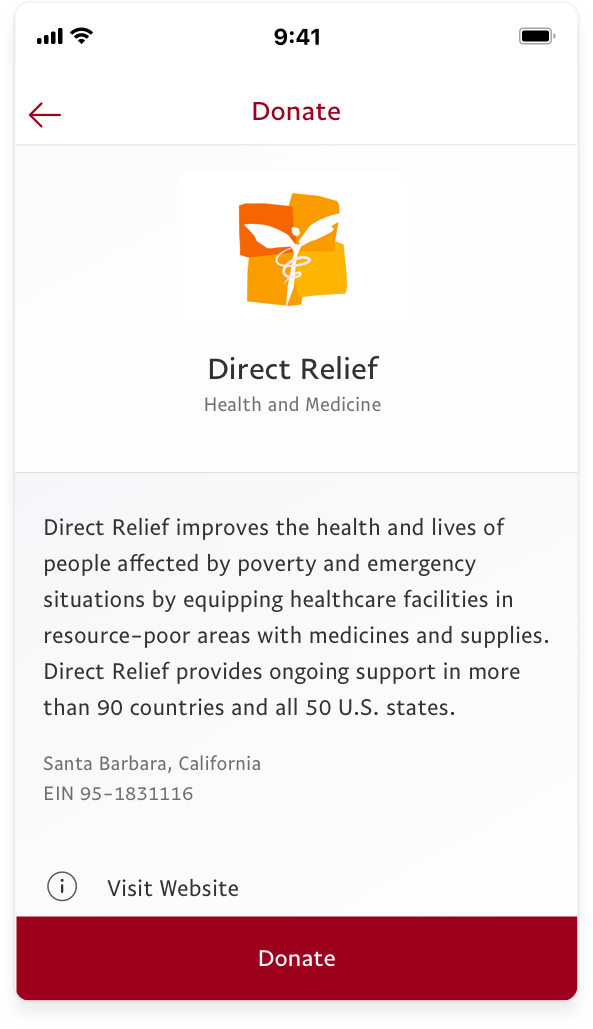 9:41
Donate
Direct Relief
Health and Medicine
Direct Relief improves the health and lives of
people affected by poverty and emergency
situations by equipping healthcare facilities in
resource-poor areas with medicines and supplies.
Direct Relief provides ongoing support in more
than 90 countries and all 50 U.S. states.
Santa Barbara, California
EIN 95-1831116
Visit Website
Donate